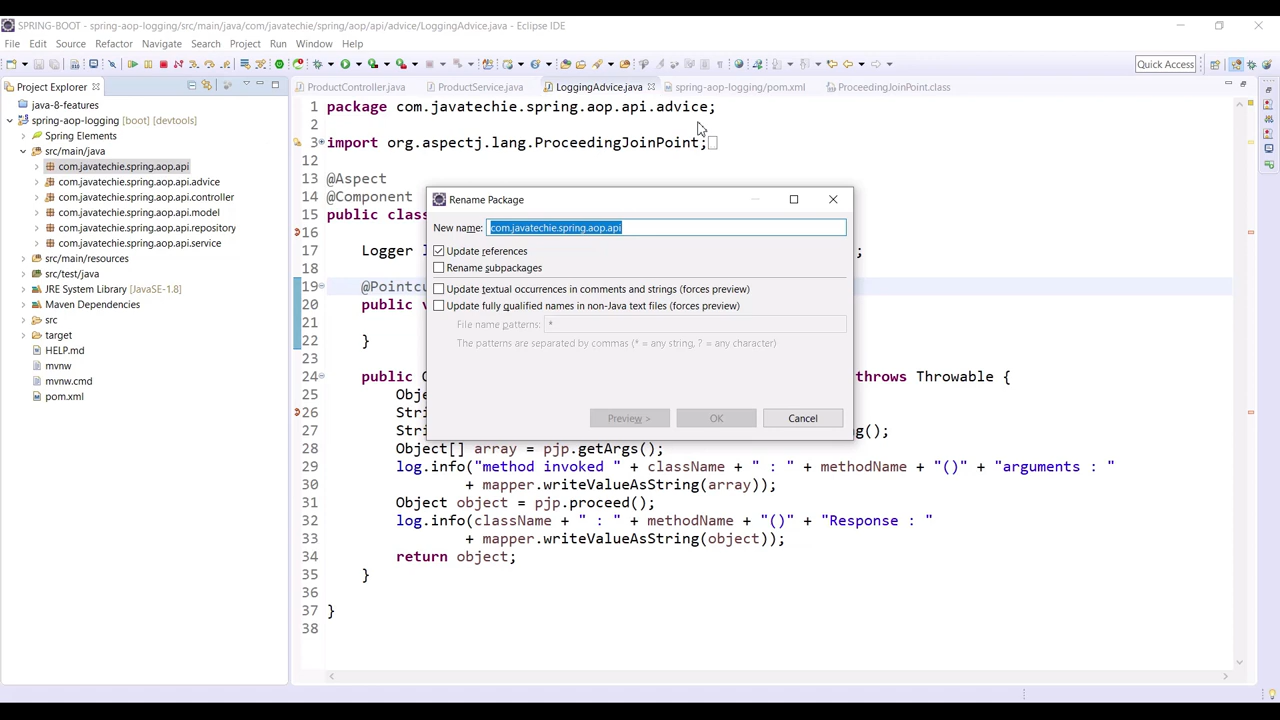 SPRING-BOOT - spring-aop-logging/src/main/java/com/javatechie/spring/aop/api/advice/LoggingAdvice.java - Eclipse IDE
File Edit Source Refactor Navigate Search Project Run Window Help
Quick Access
Project Explorer
ProductController.java ProductService.java LoggingAdvice.java spring-aop-logging/pom.xml ProceedingJoinPoint.class
java-8-features
spring-aop-logging [boot] [devtools]
Spring Elements
src/main/java
com.javatechie.spring.aop.api
com.javatechie.spring.aop.api.advice
com.javatechie.spring.aop.api.controller
com.javatechie.spring.aop.api.model
com.javatechie.spring.aop.api.repository
com.javatechie.spring.aop.api.service
src/main/resources
src/test/java
JRE System Library [JavaSE-1.8]
Maven Dependencies
src
target
HELP.md
mvnw
mvnw.cmd
pom.xml
1 package com.javatechie.spring.aop.api.advice;
2
3 import org.aspectj.lang.ProceedingJoinPoint;
12
13 @Aspect
14 @Component
15 public clas
16
17 Logger l ;
18
19 @Pointcu
20 public v
21
22 }
23
24 public O throws Throwable {
25 Obje
26 Stri
27 Stri g();
28 Object[] array = pjp.getArgs();
29 log.info("method invoked " + className + " : " + methodName + "()" + "arguments : "
30 + mapper.writeValueAsString(array));
31 Object object = pjp.proceed();
32 log.info(className + " : " + methodName + "()" + "Response : "
33 + mapper.writeValueAsString(object));
34 return object;
35 }
36
37 }
38
Rename Package
New name: com.javatechie.spring.aop.api
Update references
Rename subpackages
Update textual occurrences in comments and strings (forces preview)
Update fully qualified names in non-Java text files (forces preview)
File name patterns: *
The patterns are separated by commas (* = any string, ? = any character)
Preview > OK Cancel